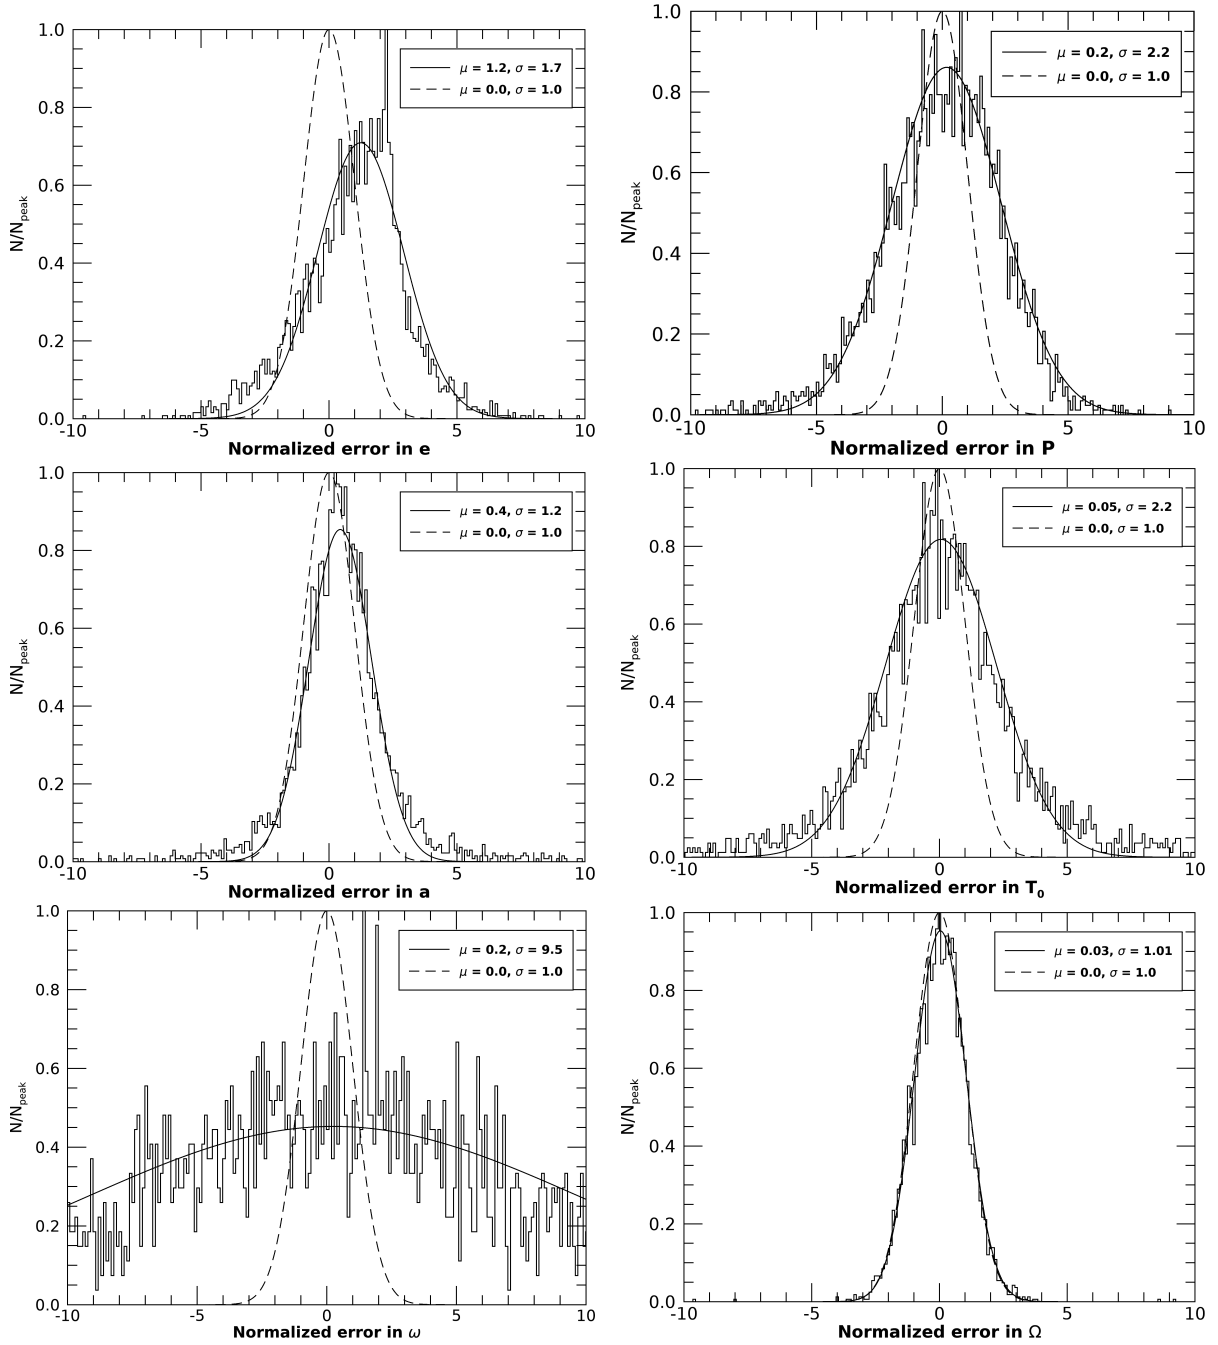 1.0
0.8
0.6
0.4
0.2
0.0
N/Npeak
μ = 1.2, σ = 1.7
μ = 0.0, σ = 1.0
-10 -5 0 5 10
Normalized error in e
1.0
0.8
0.6
0.4
0.2
0.0
N/Npeak
μ = 0.2, σ = 2.2
μ = 0.0, σ = 1.0
-10 -5 0 5 10
Normalized error in P
1.0
0.8
0.6
0.4
0.2
0.0
N/Npeak
μ = 0.4, σ = 1.2
μ = 0.0, σ = 1.0
-10 -5 0 5 10
Normalized error in a
1.0
0.8
0.6
0.4
0.2
0.0
N/Npeak
μ = 0.05, σ = 2.2
μ = 0.0, σ = 1.0
-10 -5 0 5 10
Normalized error in T₀
1.0
0.8
0.6
0.4
0.2
0.0
N/Npeak
μ = 0.2, σ = 9.5
μ = 0.0, σ = 1.0
-10 -5 0 5 10
Normalized error in ω
1.0
0.8
0.6
0.4
0.2
0.0
N/Npeak
μ = 0.03, σ = 1.01
μ = 0.0, σ = 1.0
-10 -5 0 5 10
Normalized error in Ω